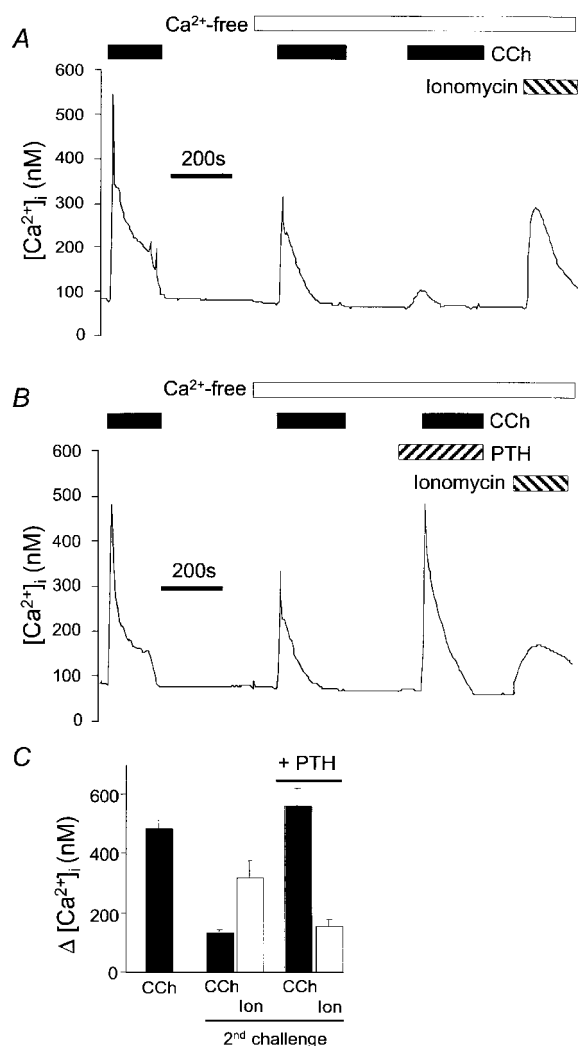 A
Ca²⁺-free
CCh
Ionomycin
600
500
400
300
200
100
0
[Ca²⁺]ᵢ (nM)
200s
B
Ca²⁺-free
CCh
PTH
Ionomycin
600
500
400
300
200
100
0
[Ca²⁺]ᵢ (nM)
200s
C
+ PTH
600
400
200
0
Δ [Ca²⁺]ᵢ (nM)
CCh CCh CCh
Ion Ion
2ⁿᵈ challenge